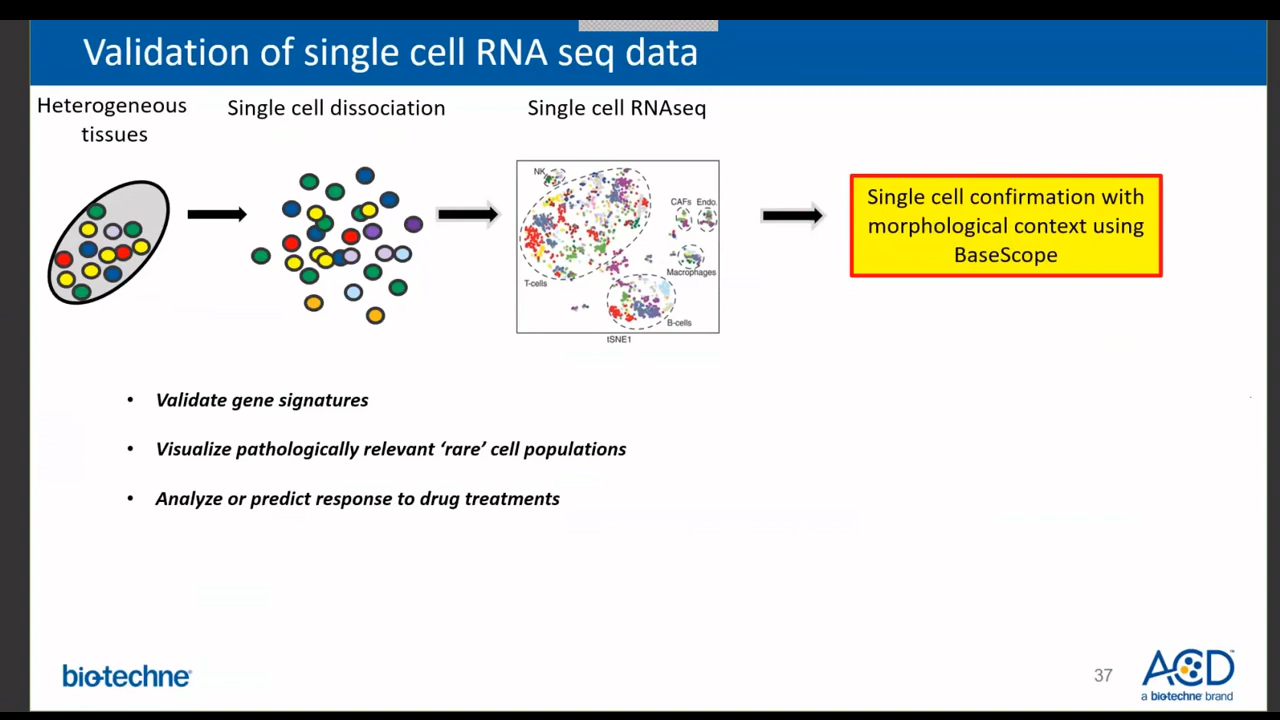 Validation of single cell RNA seq data
Heterogeneous
tissues
Single cell dissociation
Single cell RNAseq
NK
CAFs Endo.
Macrophages
T-cells
B-cells
tSNE1
Single cell confirmation with
morphological context using
BaseScope
• Validate gene signatures
• Visualize pathologically relevant ‘rare’ cell populations
• Analyze or predict response to drug treatments
bio-techne®
37
ACD
a bio-techne brand